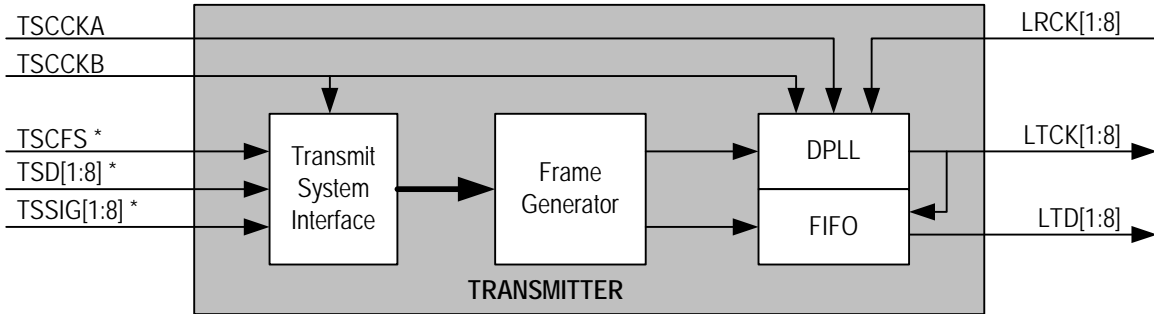 TSCCKA
LRCK[1:8]
TSCCKB
TSCFS *
TSD[1:8] *
TSSIG[1:8] *
Transmit
System
Interface
Frame
Generator
DPLL
FIFO
LTCK[1:8]
LTD[1:8]
TRANSMITTER